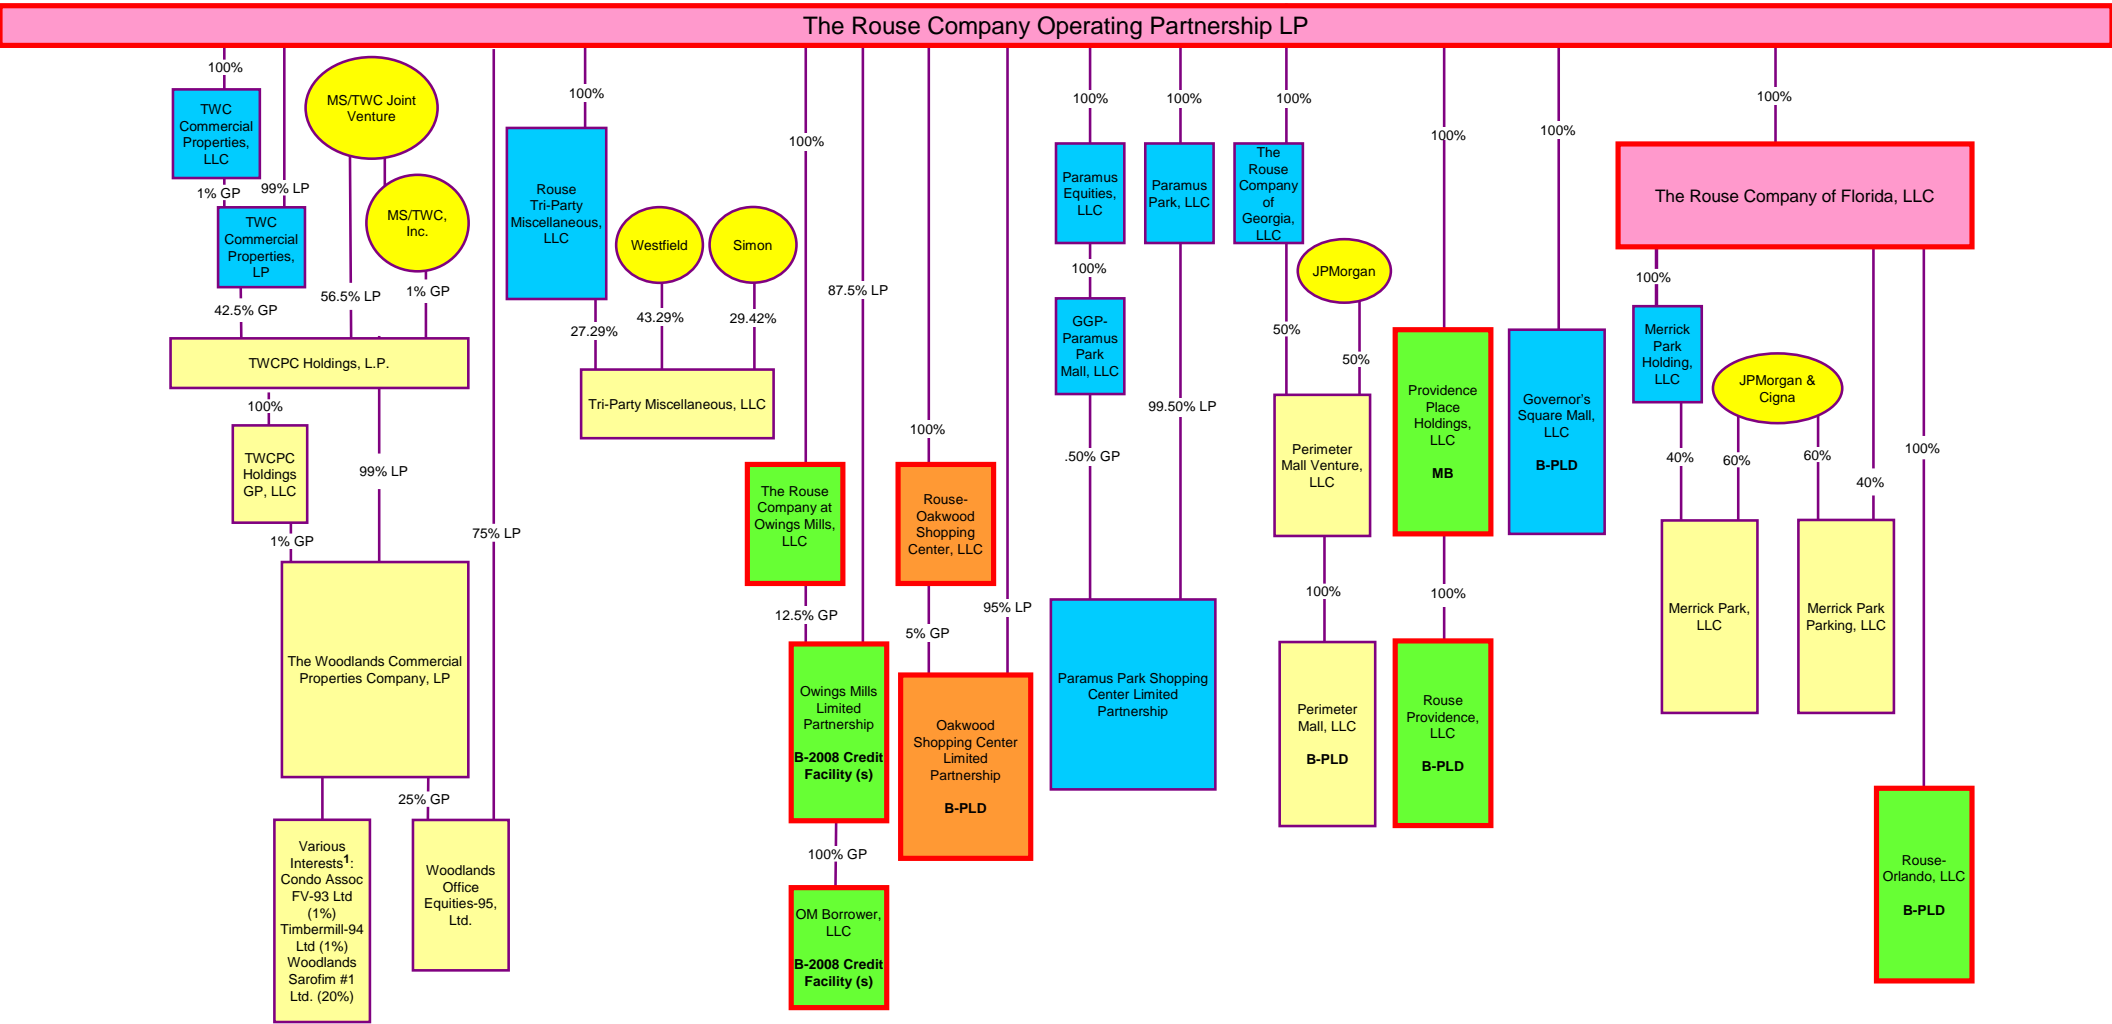 The Rouse Company Operating Partnership LP
100%
TWC
Commercial
Properties,
LLC
1% GP
99% LP
TWC
Commercial
Properties,
LP
42.5% GP
MS/TWC Joint
Venture
56.5% LP
MS/TWC,
Inc.
1% GP
TWCPC Holdings, L.P.
100%
TWCPC
Holdings
GP, LLC
1% GP
99% LP
The Woodlands Commercial
Properties Company, LP
Various
Interests1:
Condo Assoc
FV-93 Ltd
(1%)
Timbermill-94
Ltd (1%)
Woodlands
Sarofim #1
Ltd. (20%)
25% GP
75% LP
Woodlands
Office
Equities-95,
Ltd.
100%
Rouse
Tri-Party
Miscellaneous,
LLC
Westfield
Simon
27.29%
43.29%
29.42%
Tri-Party Miscellaneous, LLC
100%
The Rouse
Company at
Owings Mills,
LLC
12.5% GP
87.5% LP
Owings Mills
Limited
Partnership
B-2008 Credit
Facility (s)
100% GP
OM Borrower,
LLC
B-2008 Credit
Facility (s)
100%
Rouse-
Oakwood
Shopping
Center, LLC
5% GP
95% LP
Oakwood
Shopping Center
Limited
Partnership
B-PLD
100%
Paramus
Equities,
LLC
100%
GGP-
Paramus
Park
Mall, LLC
.50% GP
100%
Paramus
Park, LLC
99.50% LP
Paramus Park Shopping
Center Limited
Partnership
100%
The
Rouse
Company
of
Georgia,
LLC
JPMorgan
50%
50%
Perimeter
Mall Venture,
LLC
100%
Perimeter
Mall, LLC
B-PLD
100%
Providence
Place
Holdings,
LLC
MB
100%
Rouse
Providence,
LLC
B-PLD
100%
Governor's
Square Mall,
LLC
B-PLD
100%
The Rouse Company of Florida, LLC
100%
Merrick
Park
Holding,
LLC
JPMorgan &
Cigna
40%
60%
60%
40%
100%
Merrick Park,
LLC
Merrick Park
Parking, LLC
Rouse-
Orlando, LLC
B-PLD